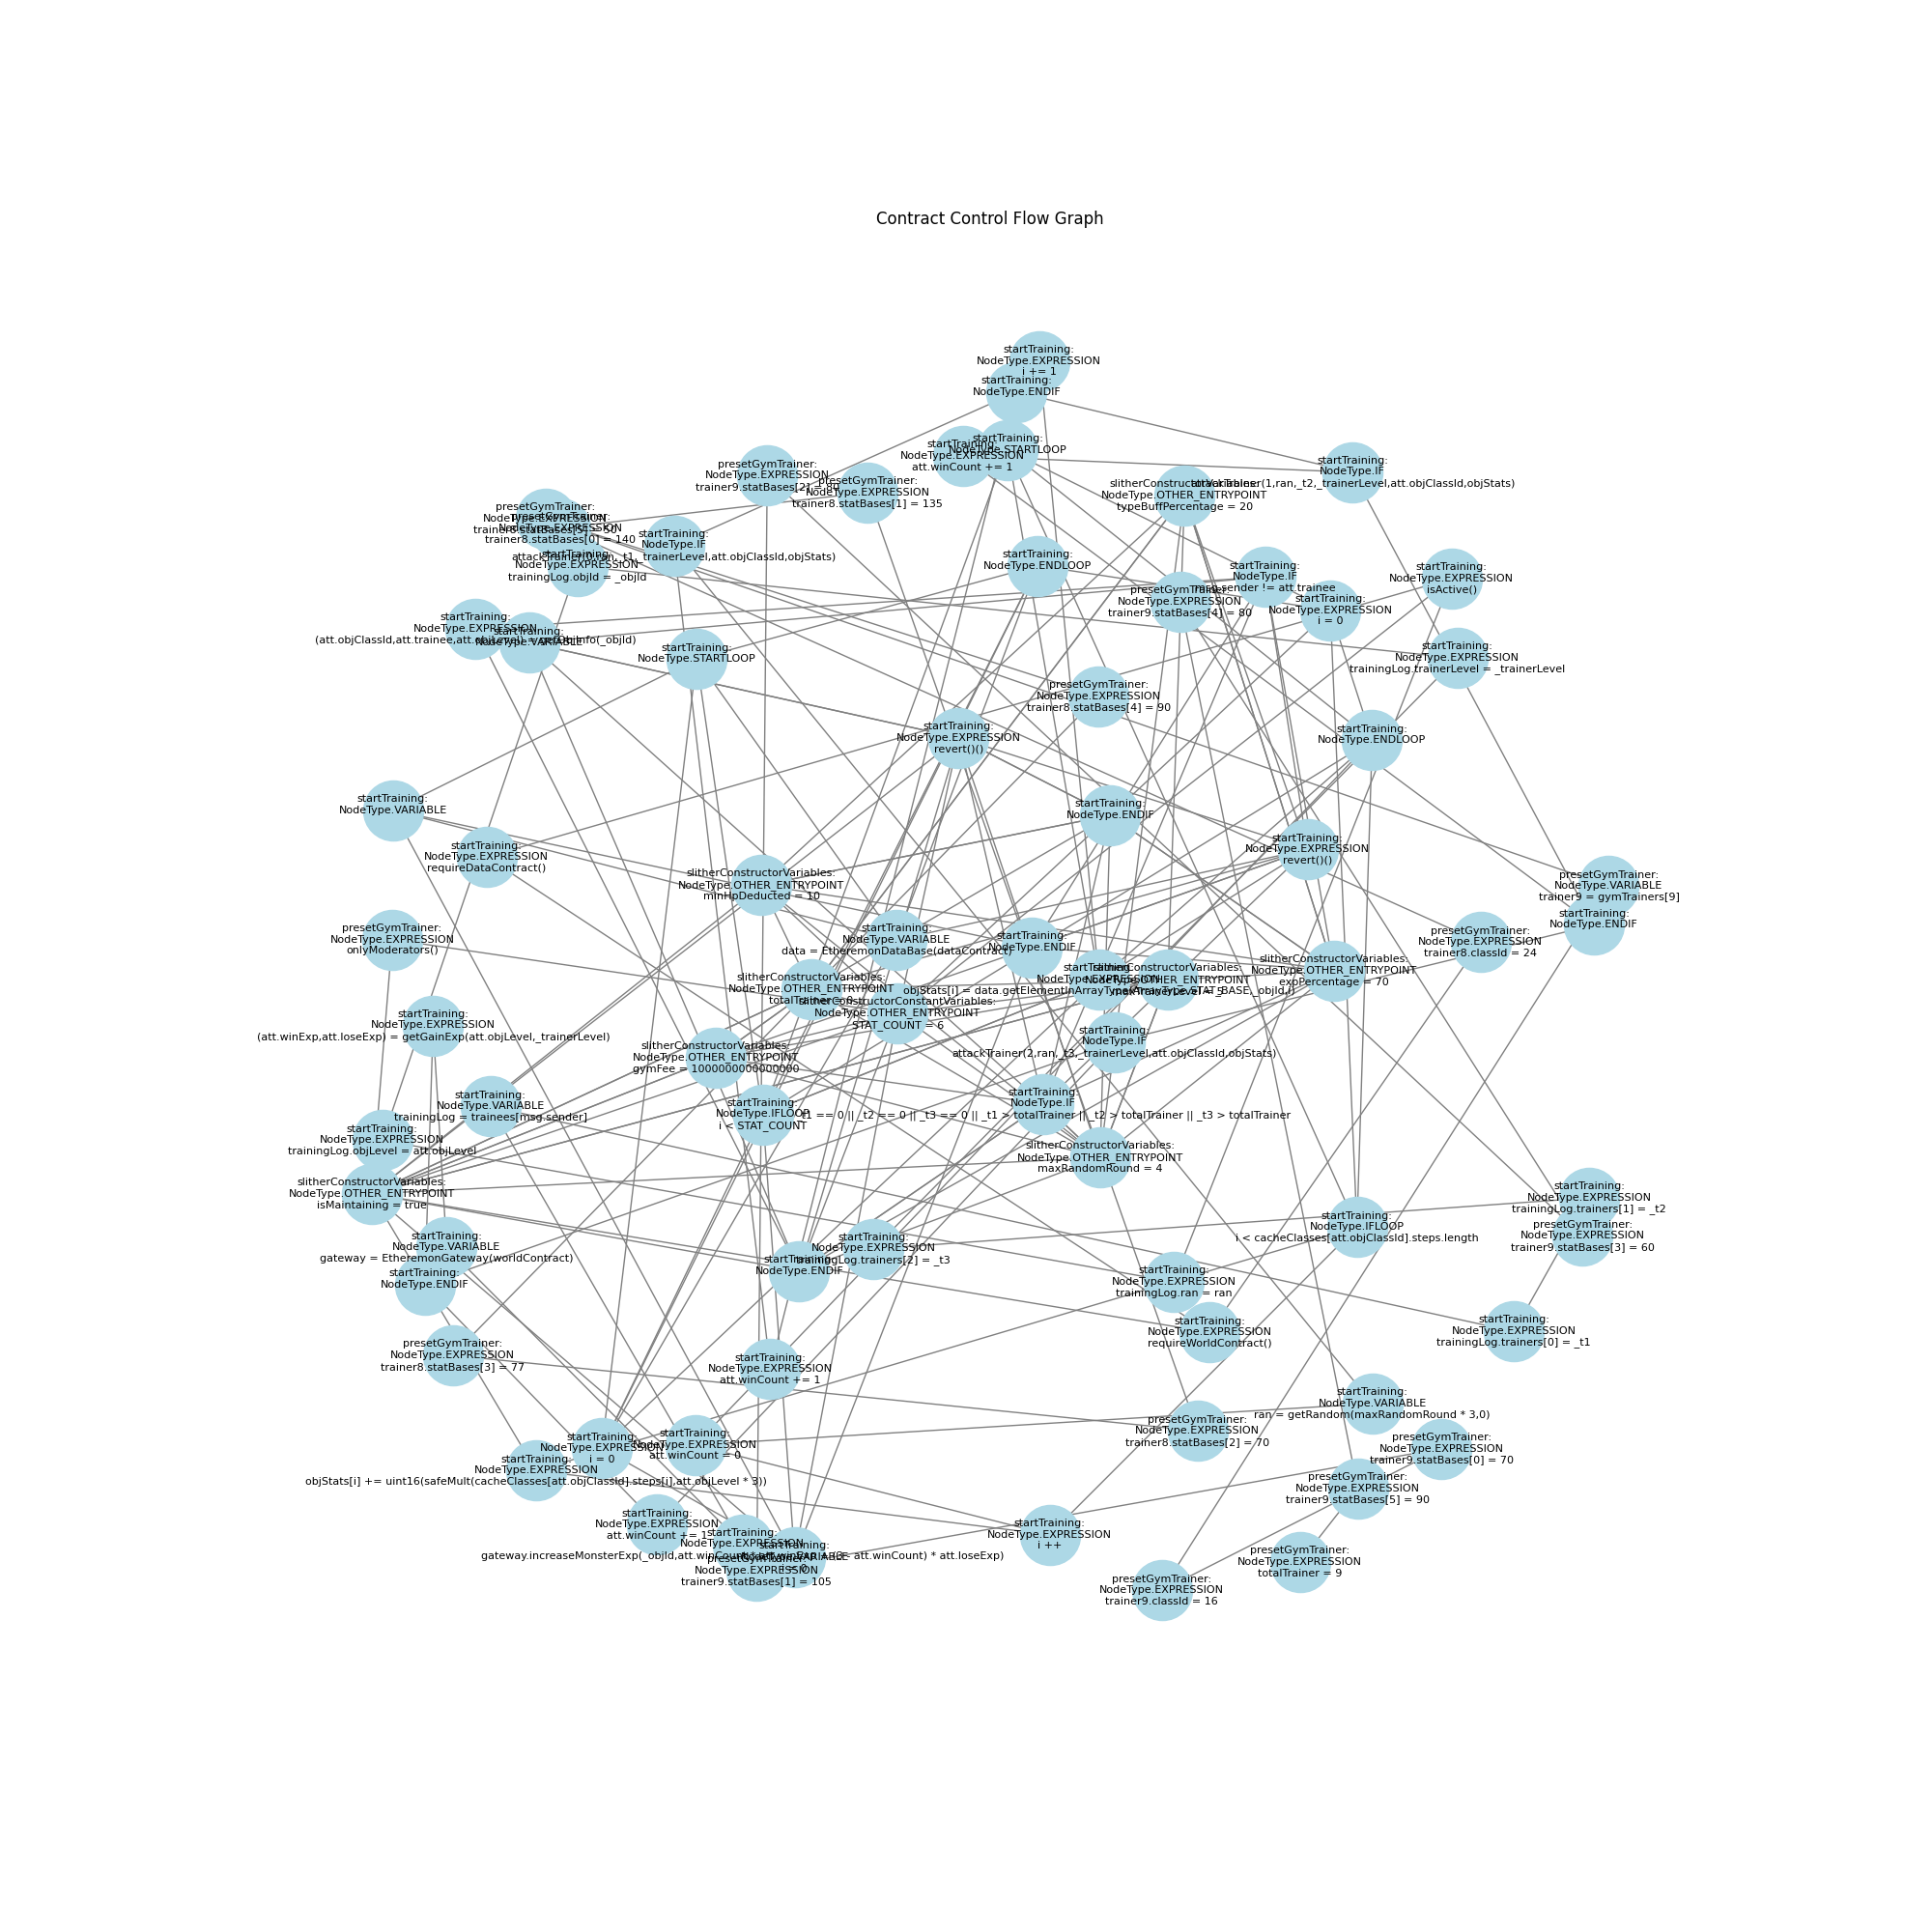 Contract Control Flow Graph
startTraining:
NodeType.EXPRESSION
i += 1
startTraining:
NodeType.ENDIF
startTraining:
NodeType.STARTLOOP
startTraining:
NodeType.EXPRESSION
att.winCount += 1
startTraining:
NodeType.IF
attackTrainer(1,ran,_t2,_trainerLevel,att.objClassId,objStats)
presetGymTrainer:
NodeType.EXPRESSION
trainer9.statBases[2] = 80
presetGymTrainer:
NodeType.EXPRESSION
trainer8.statBases[1] = 135
slitherConstructorVariables:
NodeType.OTHER_ENTRYPOINT
typeBuffPercentage = 20
presetGymTrainer:
NodeType.EXPRESSION
trainer8.statBases[5] = 50
presetGymTrainer:
NodeType.EXPRESSION
trainer8.statBases[0] = 140
startTraining:
NodeType.IF
attackTrainer(0,ran,_t1,_trainerLevel,att.objClassId,objStats)
startTraining:
NodeType.EXPRESSION
trainingLog.objId = _objId
startTraining:
NodeType.ENDLOOP
startTraining:
NodeType.IF
msg.sender != att.trainee
startTraining:
NodeType.EXPRESSION
isActive()
presetGymTrainer:
NodeType.EXPRESSION
trainer9.statBases[4] = 80
startTraining:
NodeType.EXPRESSION
i = 0
startTraining:
NodeType.EXPRESSION
(att.objClassId,att.trainee,att.objLevel) = getObjInfo(_objId)
startTraining:
NodeType.VARIABLE
startTraining:
NodeType.STARTLOOP
startTraining:
NodeType.EXPRESSION
trainingLog.trainerLevel = _trainerLevel
presetGymTrainer:
NodeType.EXPRESSION
trainer8.statBases[4] = 90
startTraining:
NodeType.EXPRESSION
revert()()
startTraining:
NodeType.ENDLOOP
startTraining:
NodeType.VARIABLE
startTraining:
NodeType.ENDIF
startTraining:
NodeType.EXPRESSION
requireDataContract()
startTraining:
NodeType.EXPRESSION
revert()()
slitherConstructorVariables:
NodeType.OTHER_ENTRYPOINT
minHpDeducted = 10
presetGymTrainer:
NodeType.VARIABLE
trainer9 = gymTrainers[9]
startTraining:
NodeType.ENDIF
presetGymTrainer:
NodeType.EXPRESSION
onlyModerators()
startTraining:
NodeType.VARIABLE
data = EtheremonDataBase(dataContract)
startTraining:
NodeType.ENDIF
presetGymTrainer:
NodeType.EXPRESSION
trainer8.classId = 24
slitherConstructorVariables:
NodeType.OTHER_ENTRYPOINT
expPercentage = 70
slitherConstructorVariables:
NodeType.OTHER_ENTRYPOINT
totalTrainer = 0
startTraining:
NodeType.EXPRESSION
objStats[i] = data.getElementInArrayType(ArrayType.STAT_BASE,_objId,i)
slitherConstructorVariables:
NodeType.OTHER_ENTRYPOINT
maxTrainerLevel = 5
slitherConstructorConstantVariables:
NodeType.OTHER_ENTRYPOINT
STAT_COUNT = 6
startTraining:
NodeType.EXPRESSION
(att.winExp,att.loseExp) = getGainExp(att.objLevel,_trainerLevel)
slitherConstructorVariables:
NodeType.OTHER_ENTRYPOINT
gymFee = 1000000000000000
startTraining:
NodeType.IF
attackTrainer(2,ran,_t3,_trainerLevel,att.objClassId,objStats)
startTraining:
NodeType.VARIABLE
trainingLog = trainees[msg.sender]
startTraining:
NodeType.IFLOOP
i < STAT_COUNT
startTraining:
NodeType.IF
_t1 == 0 || _t2 == 0 || _t3 == 0 || _t1 > totalTrainer || _t2 > totalTrainer || _t3 > totalTrainer
startTraining:
NodeType.EXPRESSION
trainingLog.objLevel = att.objLevel
slitherConstructorVariables:
NodeType.OTHER_ENTRYPOINT
maxRandomRound = 4
slitherConstructorVariables:
NodeType.OTHER_ENTRYPOINT
isMaintaining = true
startTraining:
NodeType.EXPRESSION
trainingLog.trainers[1] = _t2
startTraining:
NodeType.IFLOOP
i < cacheClasses[att.objClassId].steps.length
presetGymTrainer:
NodeType.EXPRESSION
trainer9.statBases[3] = 60
startTraining:
NodeType.VARIABLE
gateway = EtheremonGateway(worldContract)
startTraining:
NodeType.ENDIF
startTraining:
NodeType.EXPRESSION
trainingLog.trainers[2] = _t3
startTraining:
NodeType.ENDIF
startTraining:
NodeType.EXPRESSION
trainingLog.ran = ran
startTraining:
NodeType.EXPRESSION
requireWorldContract()
startTraining:
NodeType.EXPRESSION
trainingLog.trainers[0] = _t1
presetGymTrainer:
NodeType.EXPRESSION
trainer8.statBases[3] = 77
startTraining:
NodeType.EXPRESSION
att.winCount += 1
startTraining:
NodeType.VARIABLE
ran = getRandom(maxRandomRound * 3,0)
presetGymTrainer:
NodeType.EXPRESSION
trainer8.statBases[2] = 70
startTraining:
NodeType.EXPRESSION
i = 0
startTraining:
NodeType.EXPRESSION
att.winCount = 0
presetGymTrainer:
NodeType.EXPRESSION
trainer9.statBases[0] = 70
startTraining:
NodeType.EXPRESSION
objStats[i] += uint16(safeMult(cacheClasses[att.objClassId].steps[i],att.objLevel * 3))
presetGymTrainer:
NodeType.EXPRESSION
trainer9.statBases[5] = 90
startTraining:
NodeType.EXPRESSION
att.winCount += 1
startTraining:
NodeType.EXPRESSION
i ++
startTraining:
NodeType.EXPRESSION
gateway.increaseMonsterExp(_objId,att.winCount * att.winExp + (3 - att.winCount) * att.loseExp)
startTraining:
NodeType.VARIABLE
presetGymTrainer:
NodeType.EXPRESSION
trainer9.statBases[1] = 105
presetGymTrainer:
NodeType.EXPRESSION
totalTrainer = 9
presetGymTrainer:
NodeType.EXPRESSION
trainer9.classId = 16